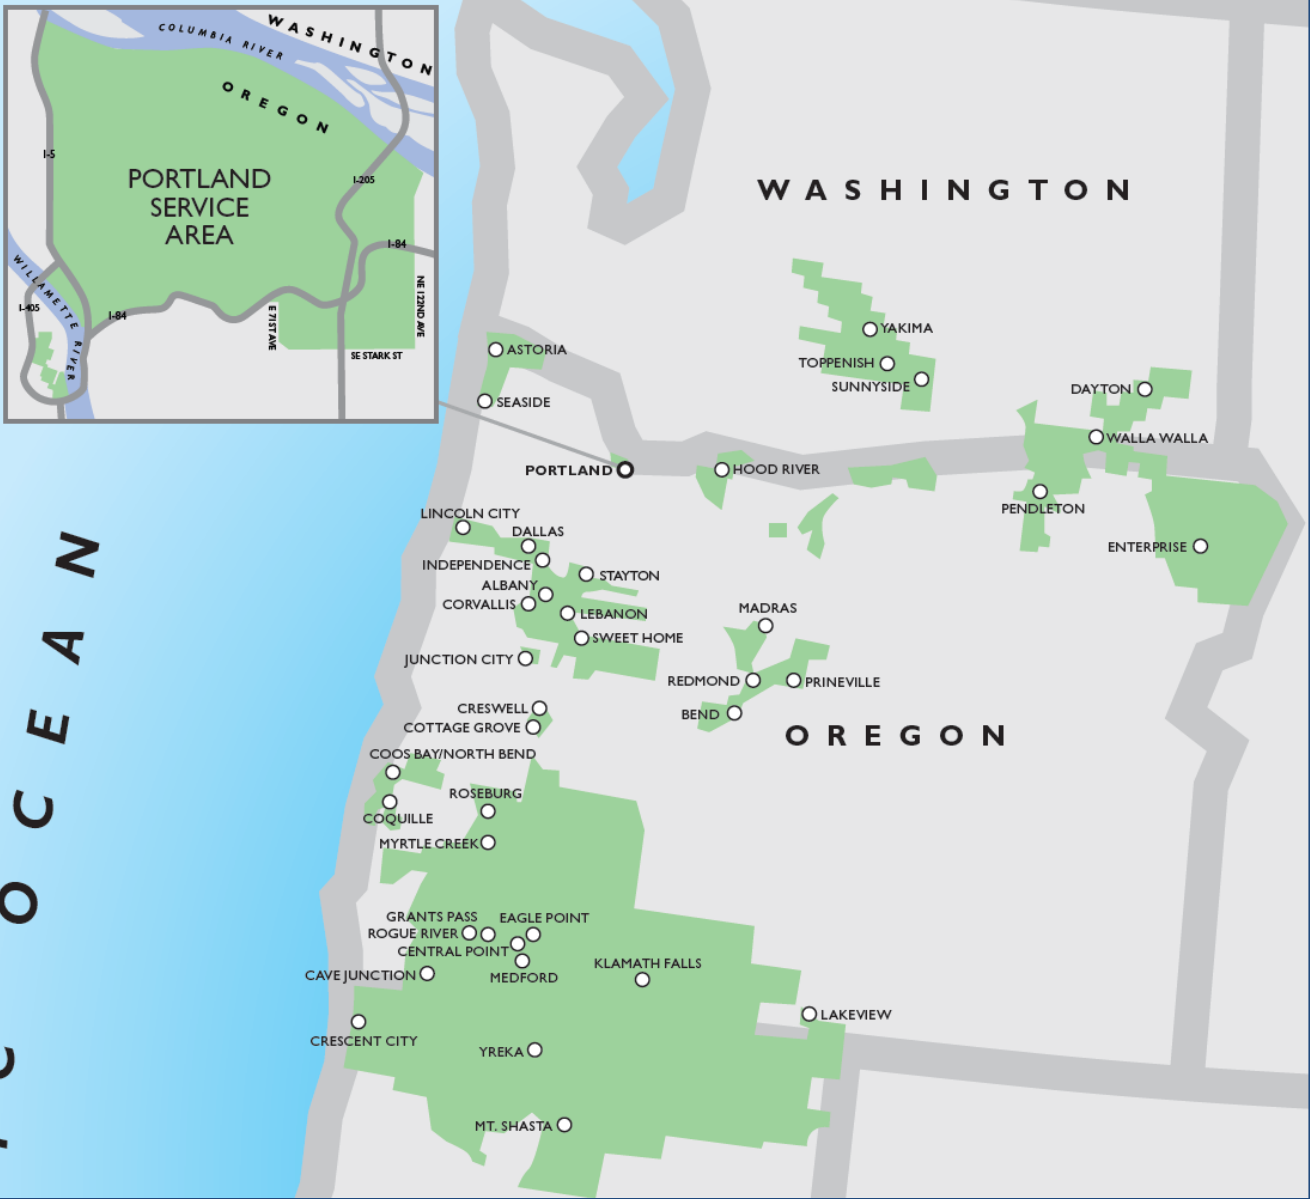 WASHINGTON
COLUMBIA RIVER
OREGON
I-5
PORTLAND
SERVICE
AREA
I-205
I-84
WILLAMETTE RIVER
I-405
I-84
E 71ST AVE
NE 122ND AVE
SE STARK ST
WASHINGTON
YAKIMA
ASTORIA
TOPPENISH
SUNNYSIDE
DAYTON
SEASIDE
WALLA WALLA
PORTLAND
HOOD RIVER
PENDLETON
LINCOLN CITY
DALLAS
ENTERPRISE
INDEPENDENCE
STAYTON
ALBANY
CORVALLIS
LEBANON
MADRAS
SWEET HOME
JUNCTION CITY
REDMOND
PRINEVILLE
CRESWELL
BEND
COTTAGE GROVE
OREGON
COOS BAY/NORTH BEND
ROSEBURG
COQUILLE
MYRTLE CREEK
GRANTS PASS
EAGLE POINT
ROGUE RIVER
CENTRAL POINT
KLAMATH FALLS
CAVE JUNCTION
MEDFORD
LAKEVIEW
CRESCENT CITY
YREKA
MT. SHASTA
OCEAN